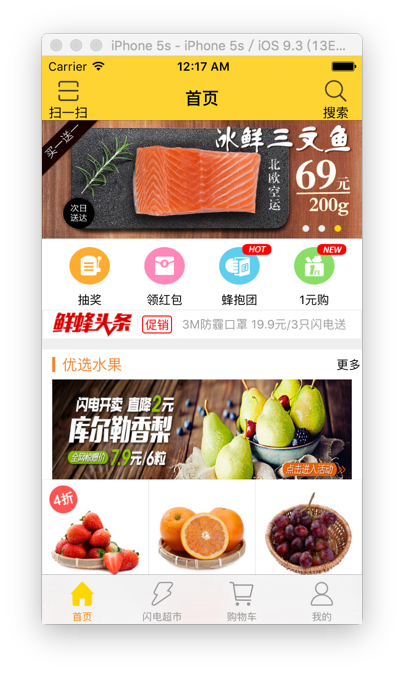 iPhone 5s - iPhone 5s / iOS 9.3 (13E...
Carrier 12:17 AM
扫一扫 首页 搜索
买一送一
冰鲜三文鱼
北欧空运
69元
200g
次日
送达
HOT NEW
抽奖 领红包 蜂抱团 1元购
鲜蜂头条 促销 3M防霾口罩 19.9元/3只闪电送
优选水果 更多
闪电开卖 直降2元
库尔勒香梨
全网抢鲜价 7.9元/6粒
点击进入活动
4折
首页 闪电超市 购物车 我的